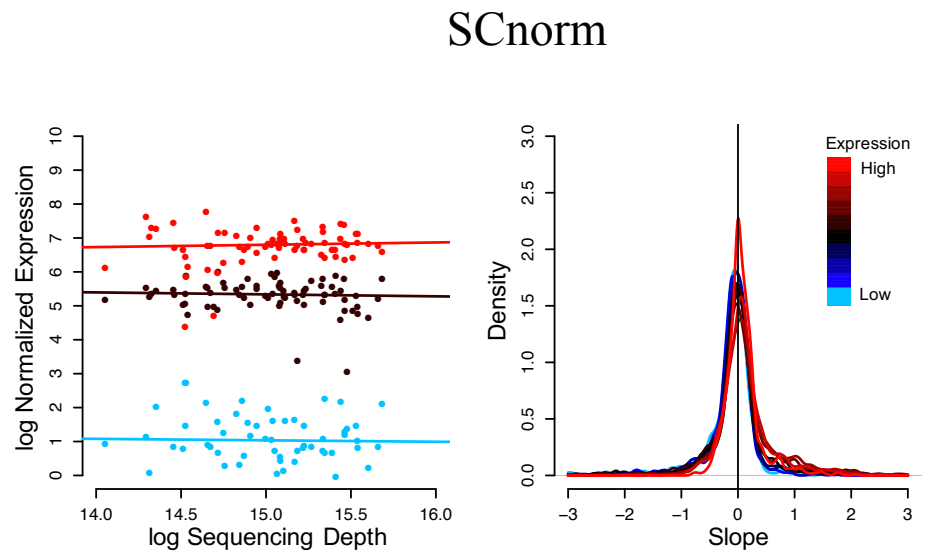 SCnorm
log Normalized Expression
0 1 2 3 4 5 6 7 8 9 10
14.0 14.5 15.0 15.5 16.0
log Sequencing Depth
Density
0.0 0.5 1.0 1.5 2.0 2.5 3.0
−3 −2 −1 0 1 2 3
Slope
Expression
High
Low